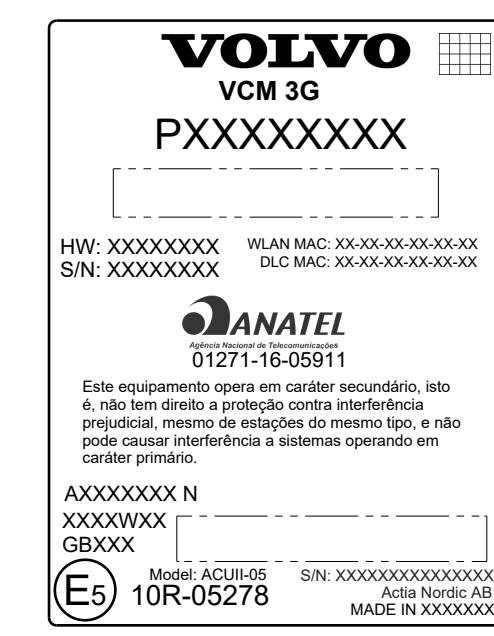 VOLVO
VCM 3G
PXXXXXXXX
HW: XXXXXXXX
WLAN MAC: XX-XX-XX-XX-XX-XX
S/N: XXXXXXXX
DLC MAC: XX-XX-XX-XX-XX-XX
ANATEL
Agência Nacional de Telecomunicações
01271-16-05911
Este equipamento opera em caráter secundário, isto
é, não tem direito a proteção contra interferência
prejudicial, mesmo de estações do mesmo tipo, e não
pode causar interferência a sistemas operando em
caráter primário.
AXXXXXXX N
XXXXWXX
GBXXX
E5
Model: ACUII-05
10R-05278
S/N: XXXXXXXXXXXXXXX
Actia Nordic AB
MADE IN XXXXXXX